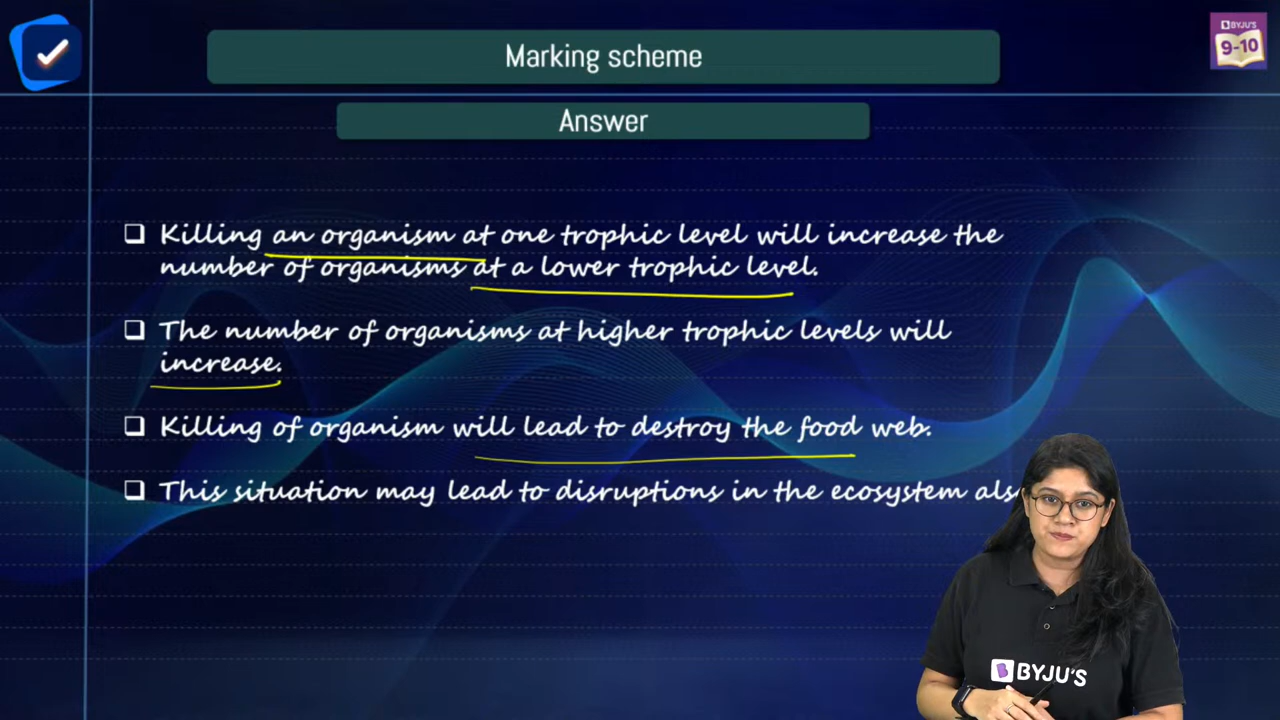 Marking scheme
BYJU'S
9-10
Answer
Killing an organism at one trophic level will increase the
number of organisms at a lower trophic level.
The number of organisms at higher trophic levels will
increase.
Killing of organism will lead to destroy the food web.
This situation may lead to disruptions in the ecosystem als
BYJU'S